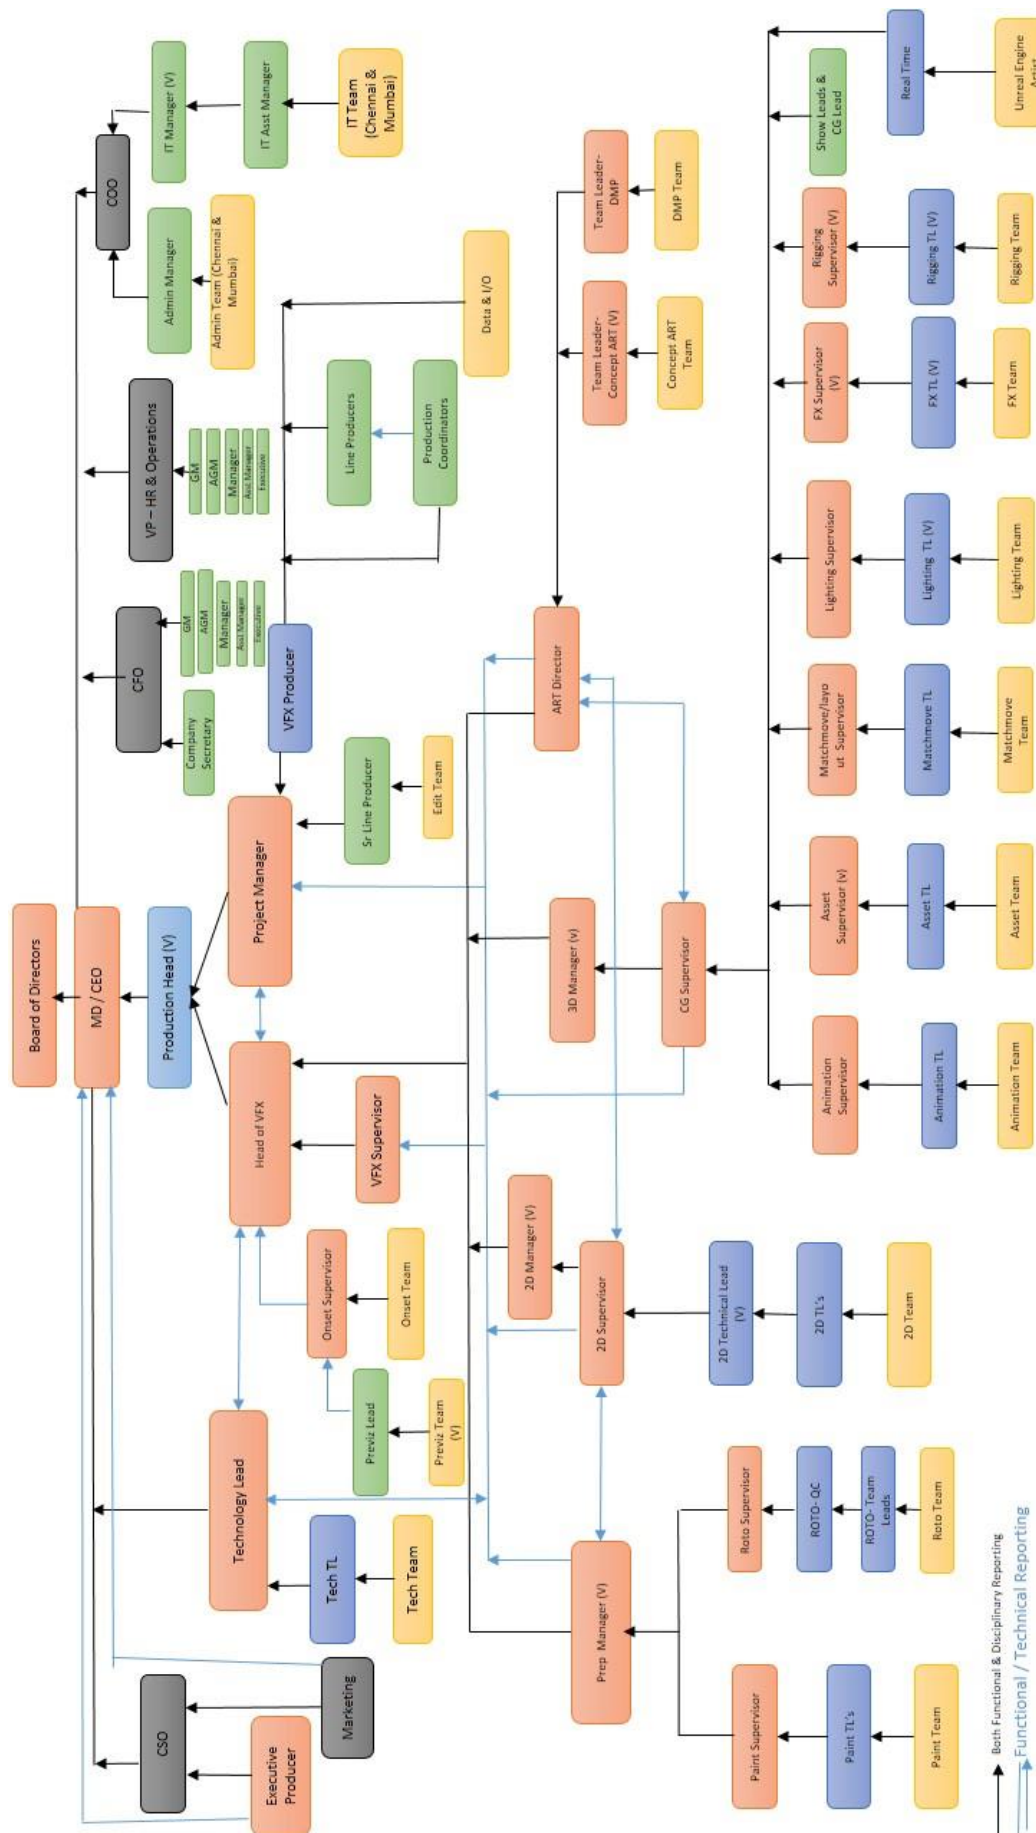 Board of Directors
MD / CEO
Production Head (V)
CSO
Executive
Producer
Marketing
Technology Lead
Tech TL
Tech Team
Head of VFX
VFX Supervisor
Onset Supervisor
Onset Team
Previz Lead
Previz Team
(V)
Project Manager
Sr Line Producer
Edit Team
VFX Producer
Line Producers
Production
Coordinators
Data & I/O
CFO
Company
Secretary
GM
AGM
Manager
Asst Manager
Executive
VP – HR & Operations
GM
AGM
Manager
Asst Manager
Executive
COO
Admin Manager
Admin Team (Chennai &
Mumbai)
IT Manager (V)
IT Asst Manager
IT Team
(Chennai &
Mumbai)
Prep Manager (V)
Paint Supervisor
Paint TL's
Paint Team
Roto Supervisor
ROTO- QC
ROTO- Team
Leads
Roto Team
2D Manager (V)
2D Supervisor
2D Technical Lead
(V)
2D TL's
2D Team
3D Manager (v)
CG Supervisor
ART Director
Team Leader-
Concept ART (V)
Concept ART
Team
Team Leader-
DMP
DMP Team
Animation
Supervisor
Animation TL
Animation Team
Asset
Supervisor (v)
Asset TL
Asset Team
Matchmove/layo
ut Supervisor
Matchmove TL
Matchmove
Team
Lighting Supervisor
Lighting TL (V)
Lighting Team
FX Supervisor
(V)
FX TL (V)
FX Team
Rigging
Supervisor (V)
Rigging TL (V)
Rigging Team
Show Leads &
CG Lead
Real Time
Unreal Engine
Artist
Both Functional & Disciplinary Reporting
Functional / Technical Reporting